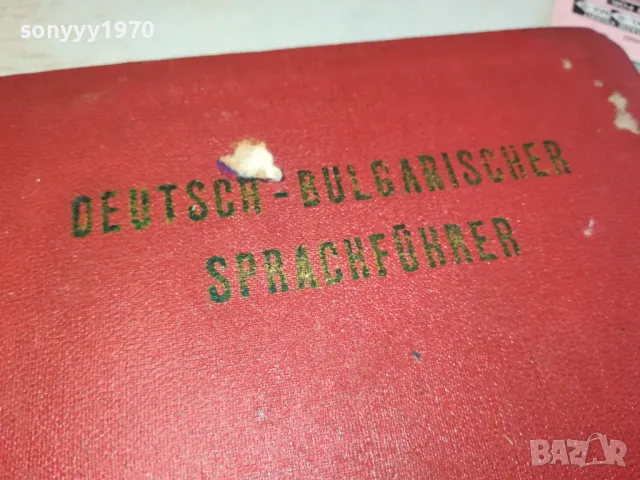 sonyyy1970
DEUTSCH-BULGARISCHER
SPRACHFÜHRER
BAZAR